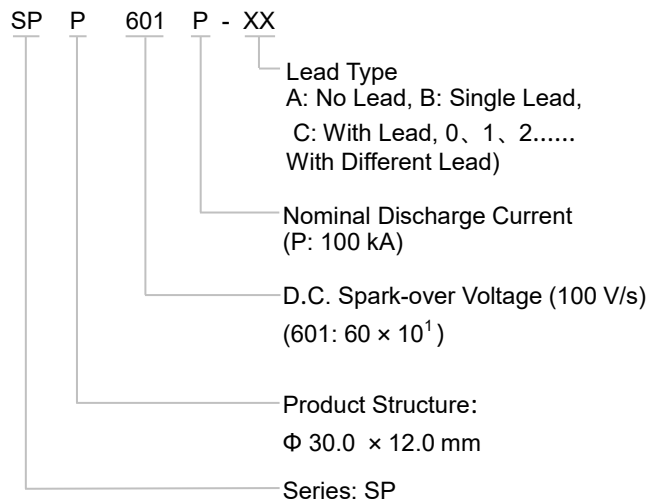 SP P 601 P - XX
Lead Type
A: No Lead, B: Single Lead,
C: With Lead, 0、1、2......
With Different Lead)
Nominal Discharge Current
(P: 100 kA)
D.C. Spark-over Voltage (100 V/s)
(601: 60 × 10¹)
Product Structure:
Φ 30.0 × 12.0 mm
Series: SP